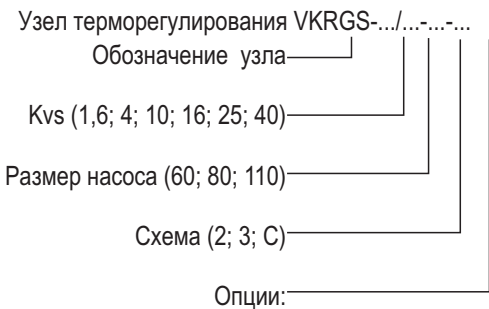 Узел терморегулирования VKRGS-.../...-...-...
Обозначение узла
Kvs (1,6; 4; 10; 16; 25; 40)
Размер насоса (60; 80; 110)
Схема (2; 3; С)
Опции: